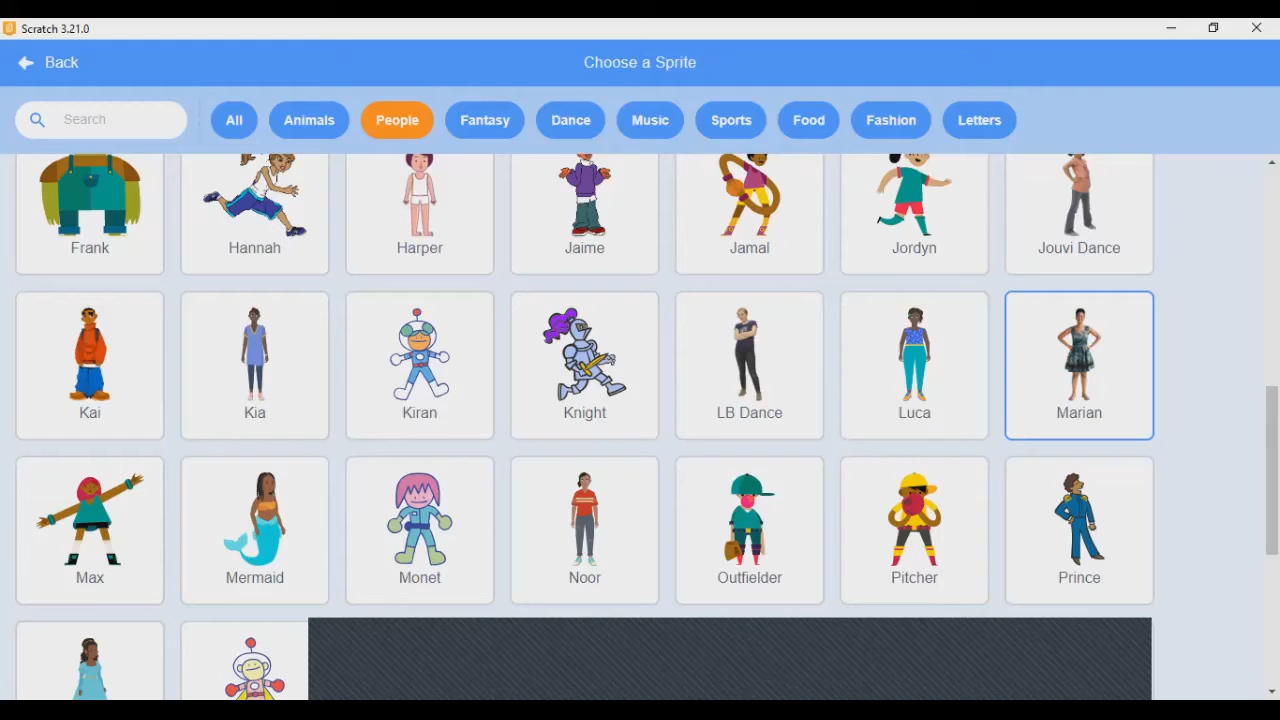 Scratch 3.21.0
Back
Choose a Sprite
Search
All
Animals
People
Fantasy
Dance
Music
Sports
Food
Fashion
Letters
Frank
Hannah
Harper
Jaime
Jamal
Jordyn
Jouvi Dance
Kai
Kia
Kiran
Knight
LB Dance
Luca
Marian
Max
Mermaid
Monet
Noor
Outfielder
Pitcher
Prince